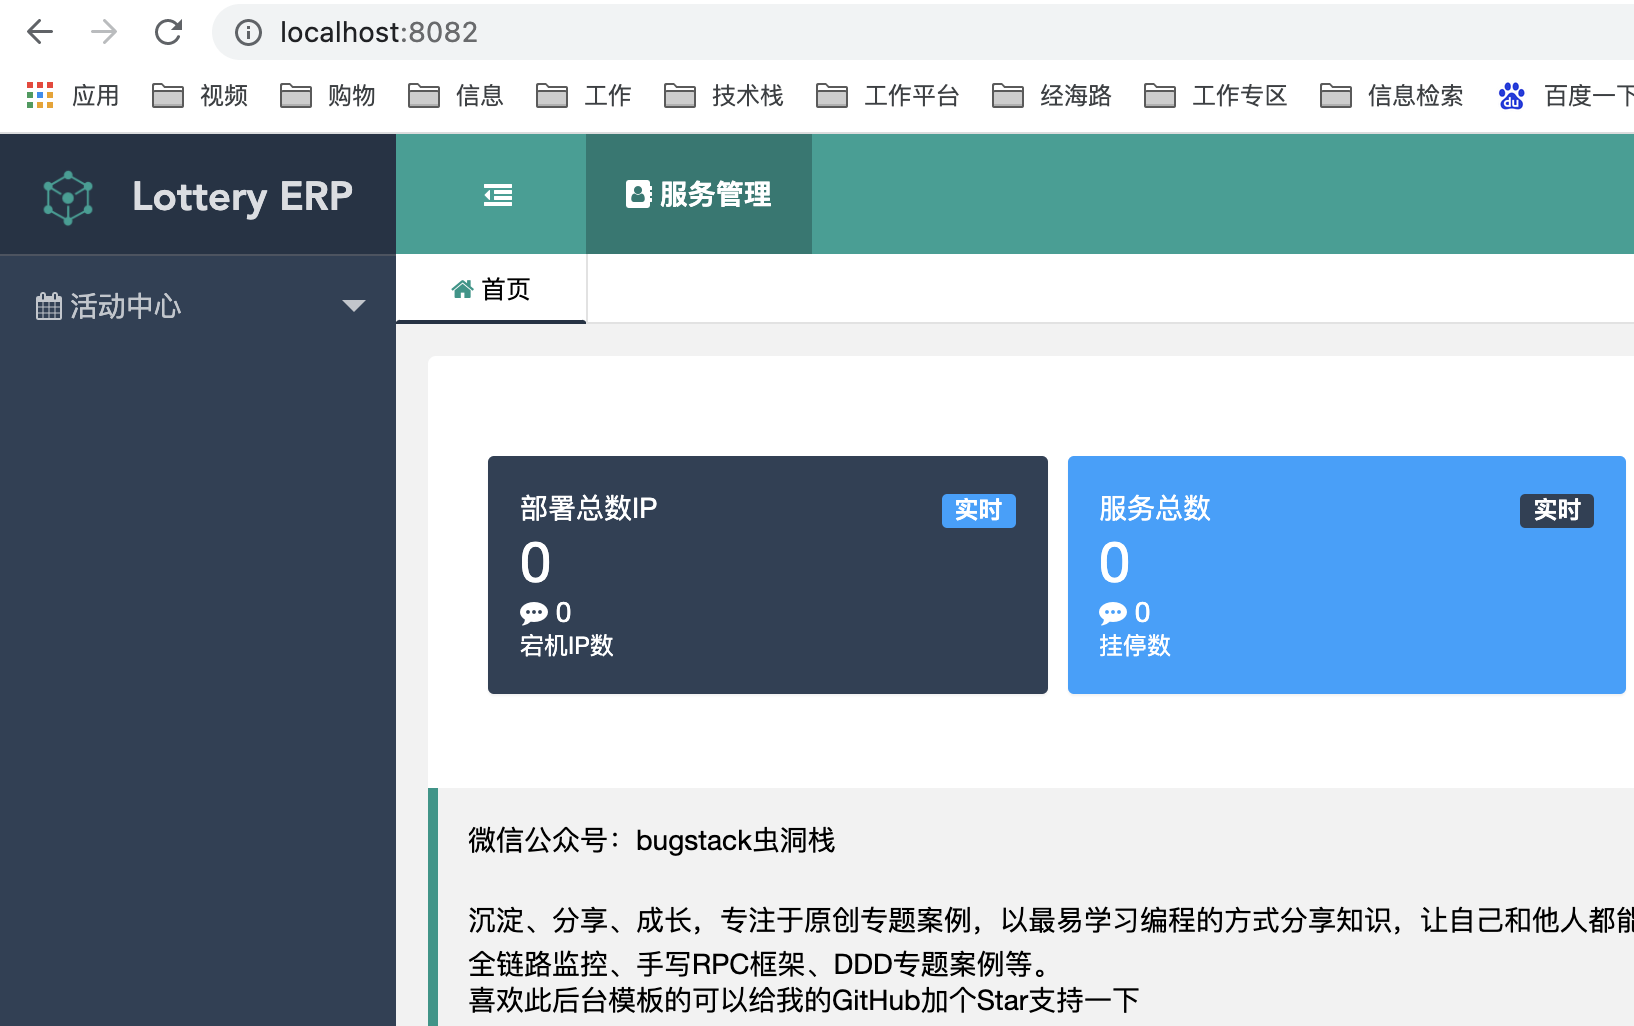 localhost:8082
应用 视频 购物 信息 工作 技术栈 工作平台 经海路 工作专区 信息检索 du 百度一下
Lottery ERP
服务管理
活动中心
首页
部署总数IP 实时
0
0
宕机IP数
服务总数 实时
0
0
挂停数
微信公众号：bugstack虫洞栈
沉淀、分享、成长，专注于原创专题案例，以最易学习编程的方式分享知识，让自己和他人都能
全链路监控、手写RPC框架、DDD专题案例等。
喜欢此后台模板的可以给我的GitHub加个Star支持一下